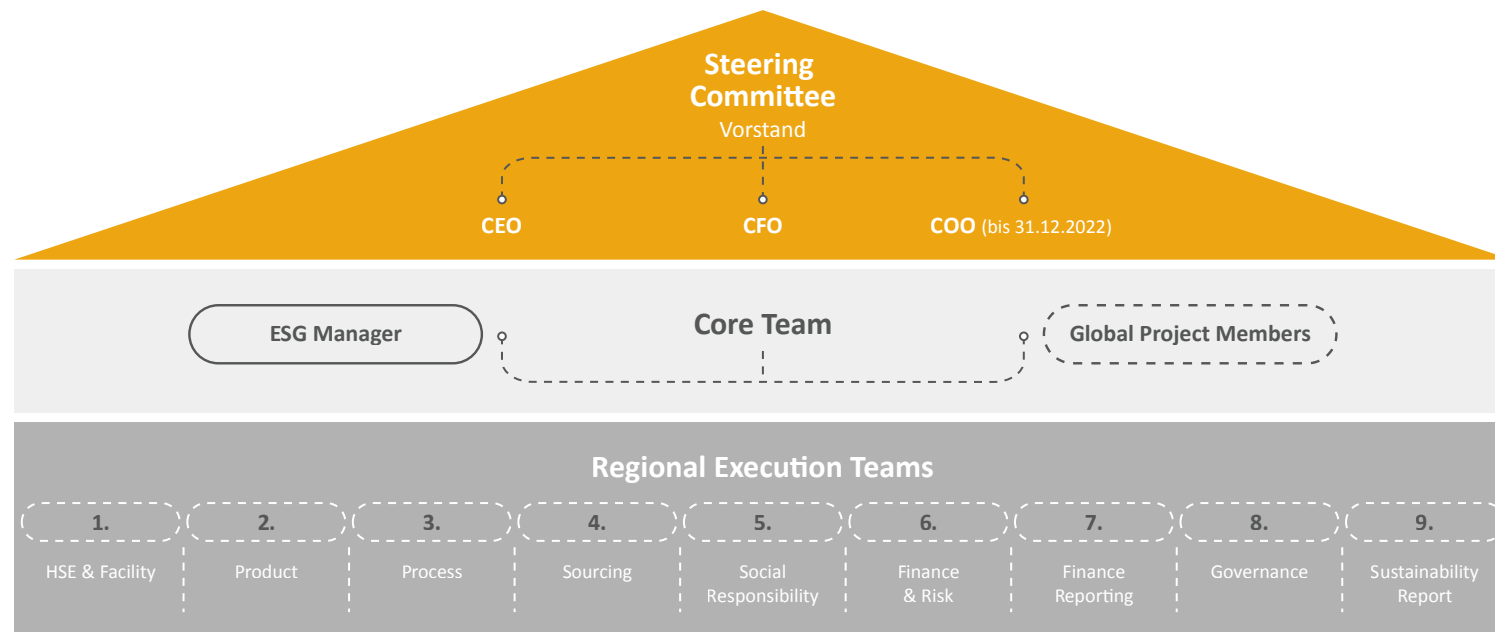 Steering
Committee
Vorstand
CEO
CFO
COO (bis 31.12.2022)
ESG Manager
Core Team
Global Project Members
Regional Execution Teams
1.
2.
3.
4.
5.
6.
7.
8.
9.
HSE & Facility
Product
Process
Sourcing
Social
Responsibility
Finance
& Risk
Finance
Reporting
Governance
Sustainability
Report